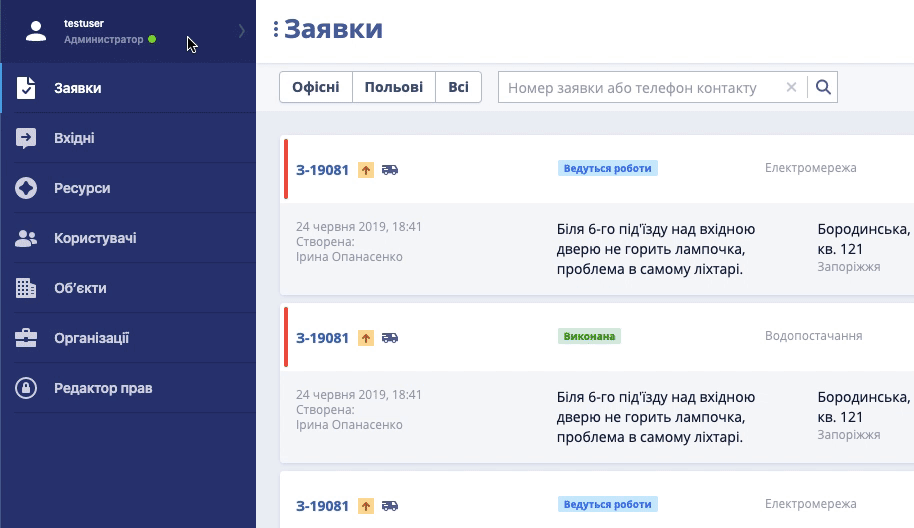 testuser
Администратор
Заявки
Вхідні
Ресурси
Користувачі
Об'єкти
Організації
Редактор прав
Заявки
Офісні Польові Всі Номер заявки або телефон контакту
З-19081 Ведуться роботи Електромережа
24 червня 2019, 18:41
Створена:
Ірина Опанасенко
Біля 6-го під'їзду над вхідною
дверю не горить лампочка,
проблема в самому ліхтарі.
Бородинська,
кв. 121
Запоріжжя
З-19081 Виконана Водопостачання
24 червня 2019, 18:41
Створена:
Ірина Опанасенко
Біля 6-го під'їзду над вхідною
дверю не горить лампочка,
проблема в самому ліхтарі.
Бородинська,
кв. 121
Запоріжжя
З-19081 Ведуться роботи Електромережа